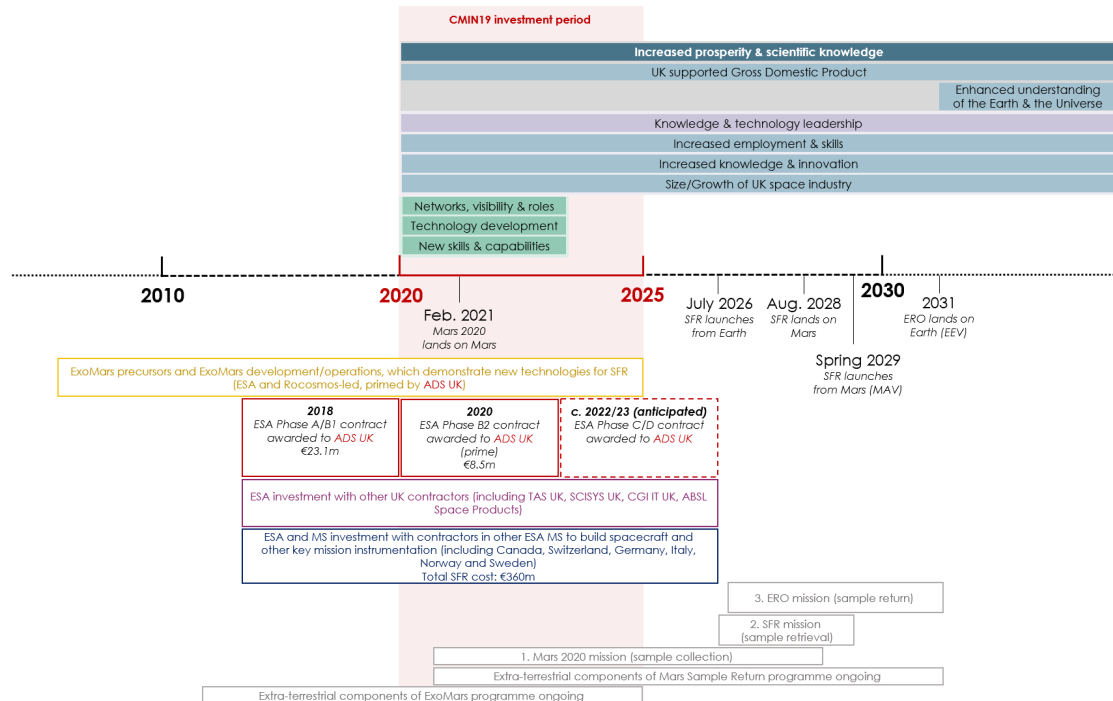 CMIN19 investment period
Increased prosperity & scientific knowledge
UK supported Gross Domestic Product
Enhanced understanding
of the Earth & the Universe
Knowledge & technology leadership
Increased employment & skills
Increased knowledge & innovation
Size/Growth of UK space industry
Networks, visibility & roles
Technology development
New skills & capabilities
2010
2020
2025
2030
Feb. 2021
Mars 2020
lands on Mars
July 2026
SFR launches
from Earth
Aug. 2028
SFR lands on
Mars
Spring 2029
SFR launches
from Mars (MAV)
2031
ERO lands on
Earth (EEV)
ExoMars precursors and ExoMars development/operations, which demonstrate new technologies for SFR
(ESA and Rocosmos-led, primed by ADS UK)
2018
ESA Phase A/B1 contract
awarded to ADS UK
€23.1m
2020
ESA Phase B2 contract
awarded to ADS UK
(prime)
€8.5m
c. 2022/23 (anticipated)
ESA Phase C/D contract
awarded to ADS UK
ESA investment with other UK contractors (including TAS UK, SCISYS UK, CGI IT UK, ABSL
Space Products)
ESA and MS investment with contractors in other ESA MS to build spacecraft and
other key mission instrumentation (including Canada, Switzerland, Germany, Italy,
Norway and Sweden)
Total SFR cost: €360m
3. ERO mission (sample return)
2. SFR mission
(sample retrieval)
1. Mars 2020 mission (sample collection)
Extra-terrestrial components of Mars Sample Return programme ongoing
Extra-terrestrial components of ExoMars programme ongoing